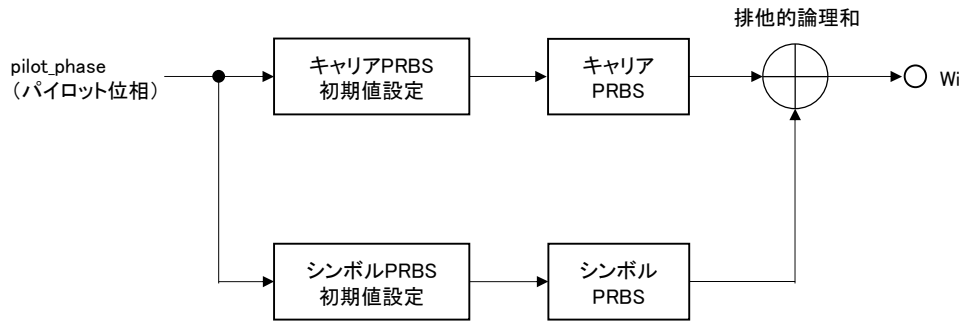 排他的論理和
pilot_phase
（パイロット位相）
キャリアPRBS
初期値設定
キャリア
PRBS
Wi
シンボルPRBS
初期値設定
シンボル
PRBS